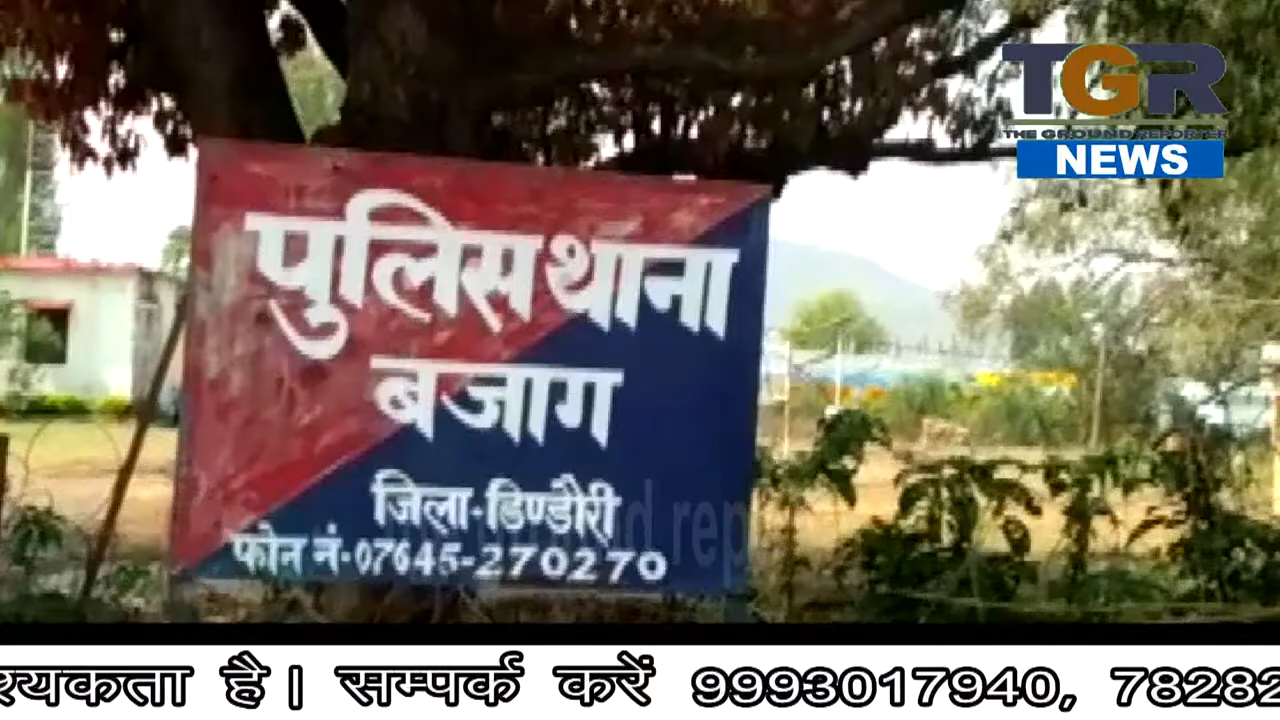 TGR
THE GROUND REPORTER
NEWS
पुलिस थाना
बजाग
जिला-डिण्डौरी
फोन नं-07645-270270
श्यकता है। सम्पर्क करें 9993017940, 78282